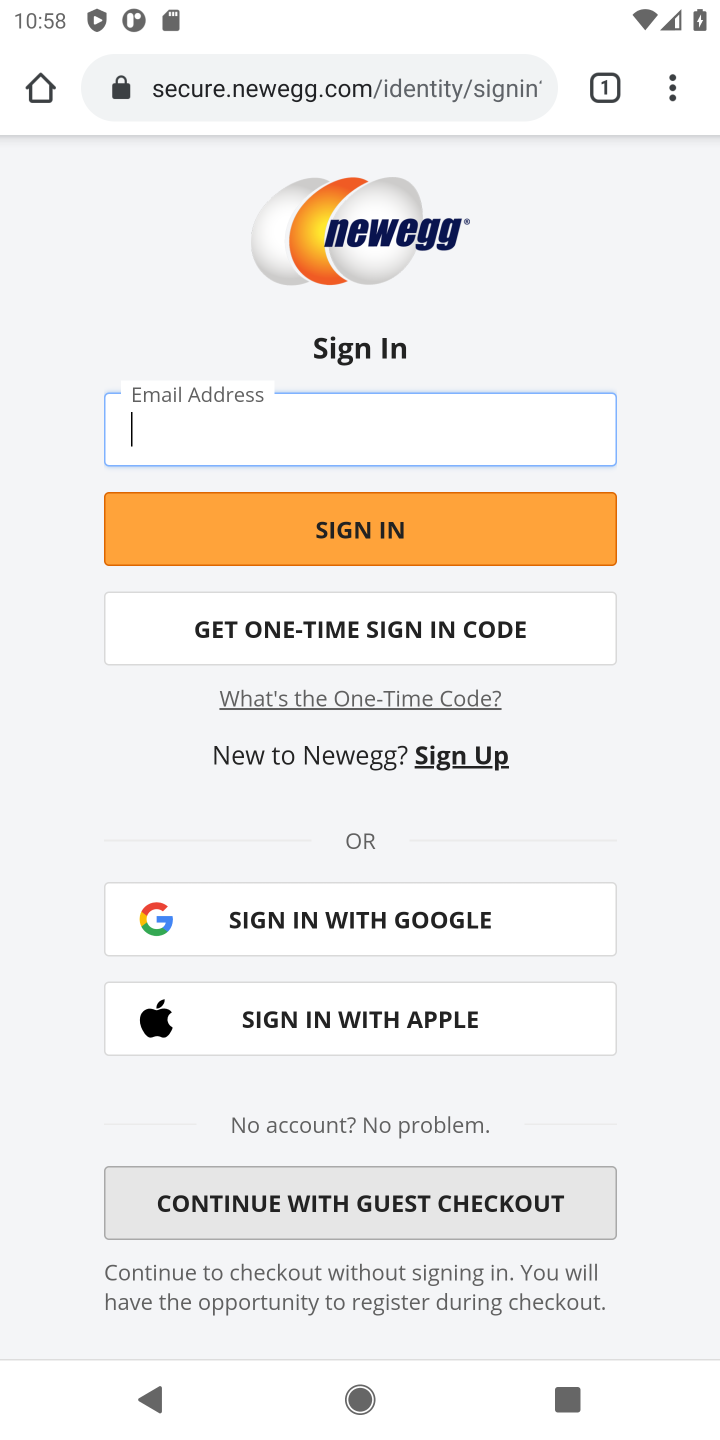 10:58
secure.newegg.com/identity/signin
1
newegg®
Sign In
Email Address
SIGN IN
GET ONE-TIME SIGN IN CODE
What's the One-Time Code?
New to Newegg? Sign Up
OR
SIGN IN WITH GOOGLE
SIGN IN WITH APPLE
No account? No problem.
CONTINUE WITH GUEST CHECKOUT
Continue to checkout without signing in. You will
have the opportunity to register during checkout.